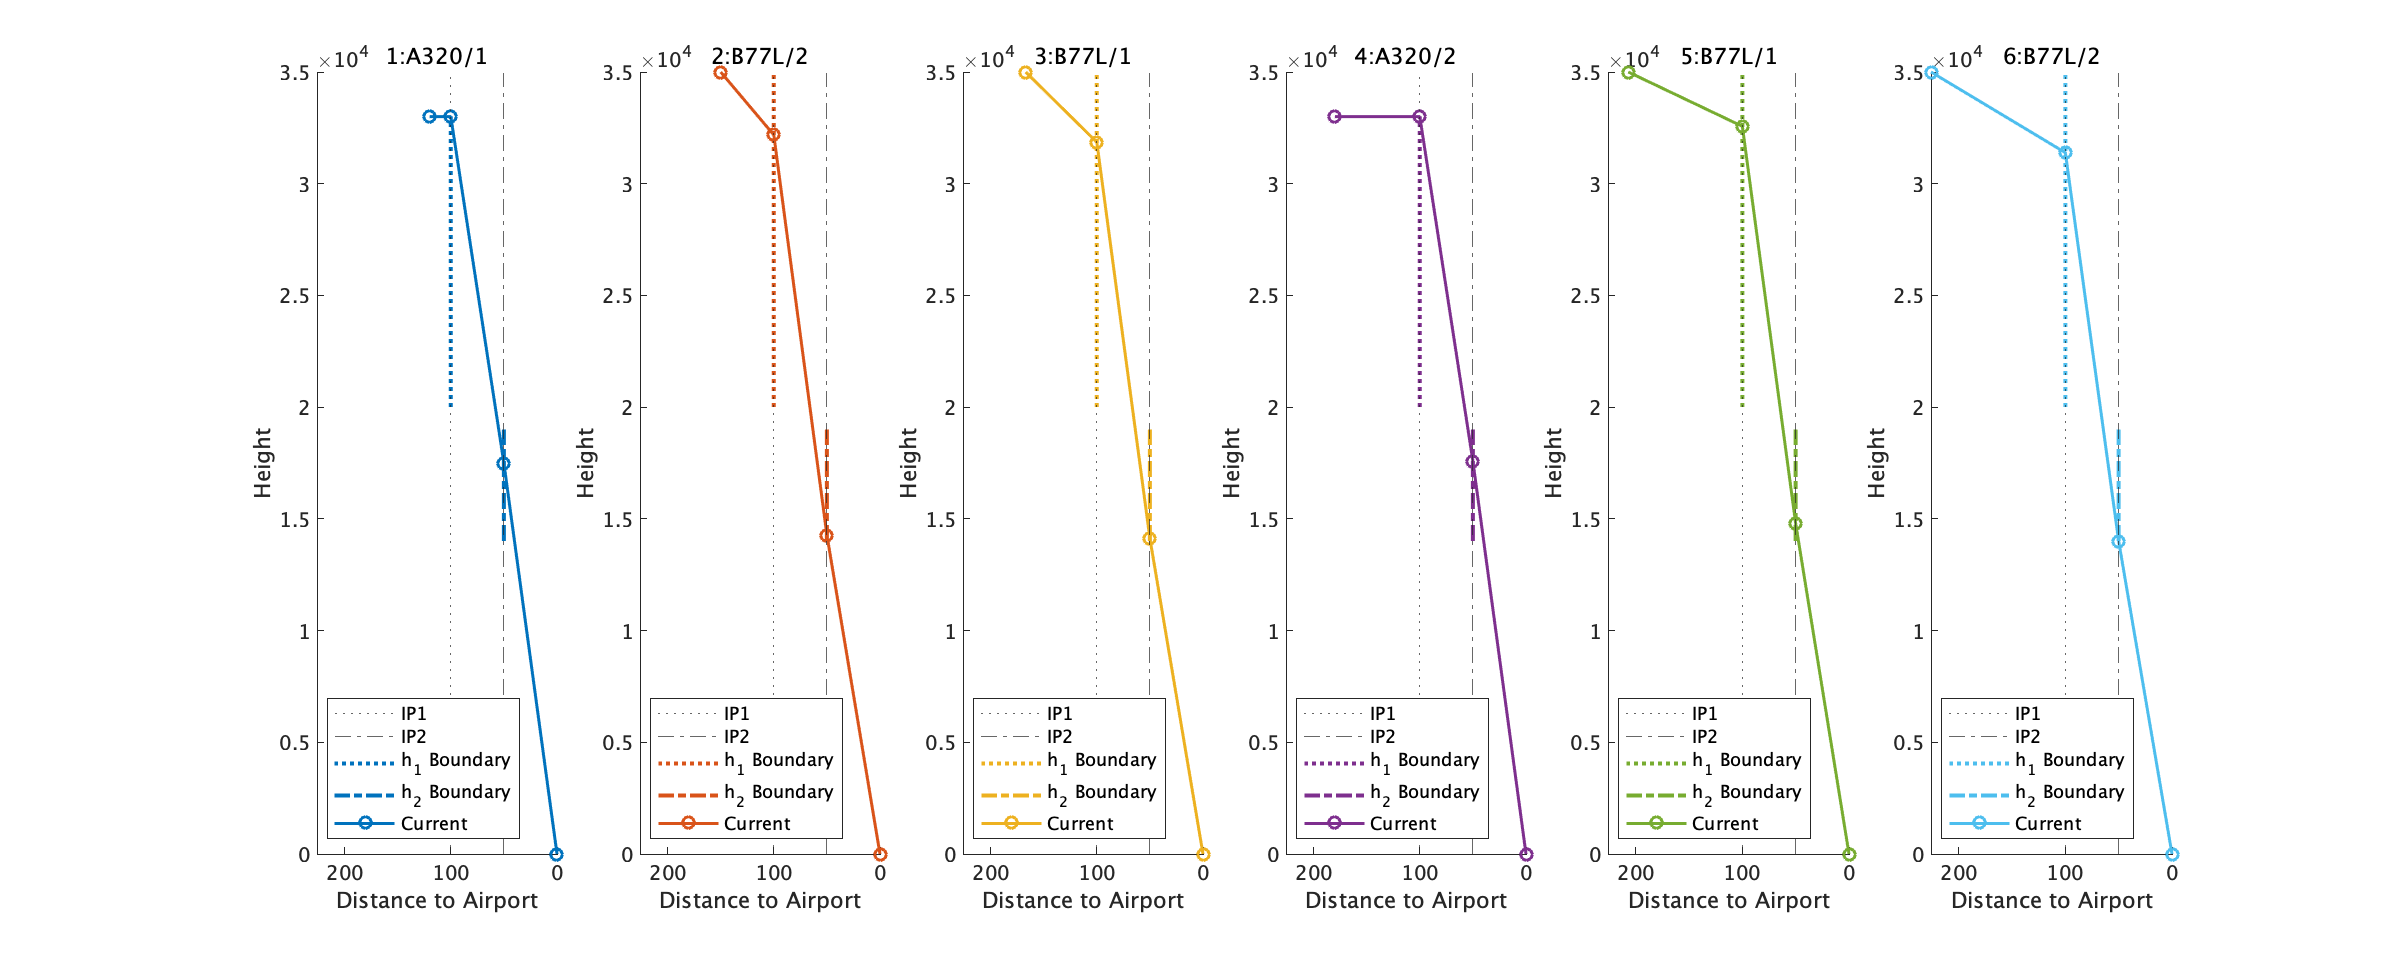 ×10⁴ 1:A320/1
3.5
3
2.5
2
1.5
1
0.5
0
Height
IP1
IP2
h₁ Boundary
h₂ Boundary
Current
200 100 0
Distance to Airport
×10⁴ 2:B77L/2
3.5
3
2.5
2
1.5
1
0.5
0
Height
IP1
IP2
h₁ Boundary
h₂ Boundary
Current
200 100 0
Distance to Airport
×10⁴ 3:B77L/1
3.5
3
2.5
2
1.5
1
0.5
0
Height
IP1
IP2
h₁ Boundary
h₂ Boundary
Current
200 100 0
Distance to Airport
×10⁴ 4:A320/2
3.5
3
2.5
2
1.5
1
0.5
0
Height
IP1
IP2
h₁ Boundary
h₂ Boundary
Current
200 100 0
Distance to Airport
×10⁴ 5:B77L/1
3.5
3
2.5
2
1.5
1
0.5
0
Height
IP1
IP2
h₁ Boundary
h₂ Boundary
Current
200 100 0
Distance to Airport
×10⁴ 6:B77L/2
3.5
3
2.5
2
1.5
1
0.5
0
Height
IP1
IP2
h₁ Boundary
h₂ Boundary
Current
200 100 0
Distance to Airport